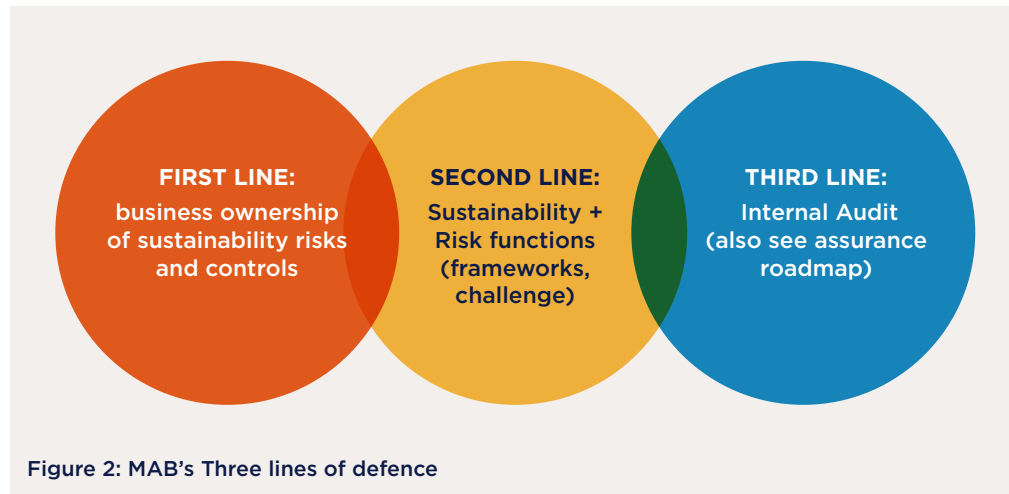 FIRST LINE:
business ownership
of sustainability risks
and controls
SECOND LINE:
Sustainability +
Risk functions
(frameworks,
challenge)
THIRD LINE:
Internal Audit
(also see assurance
roadmap)
Figure 2: MAB’s Three lines of defence